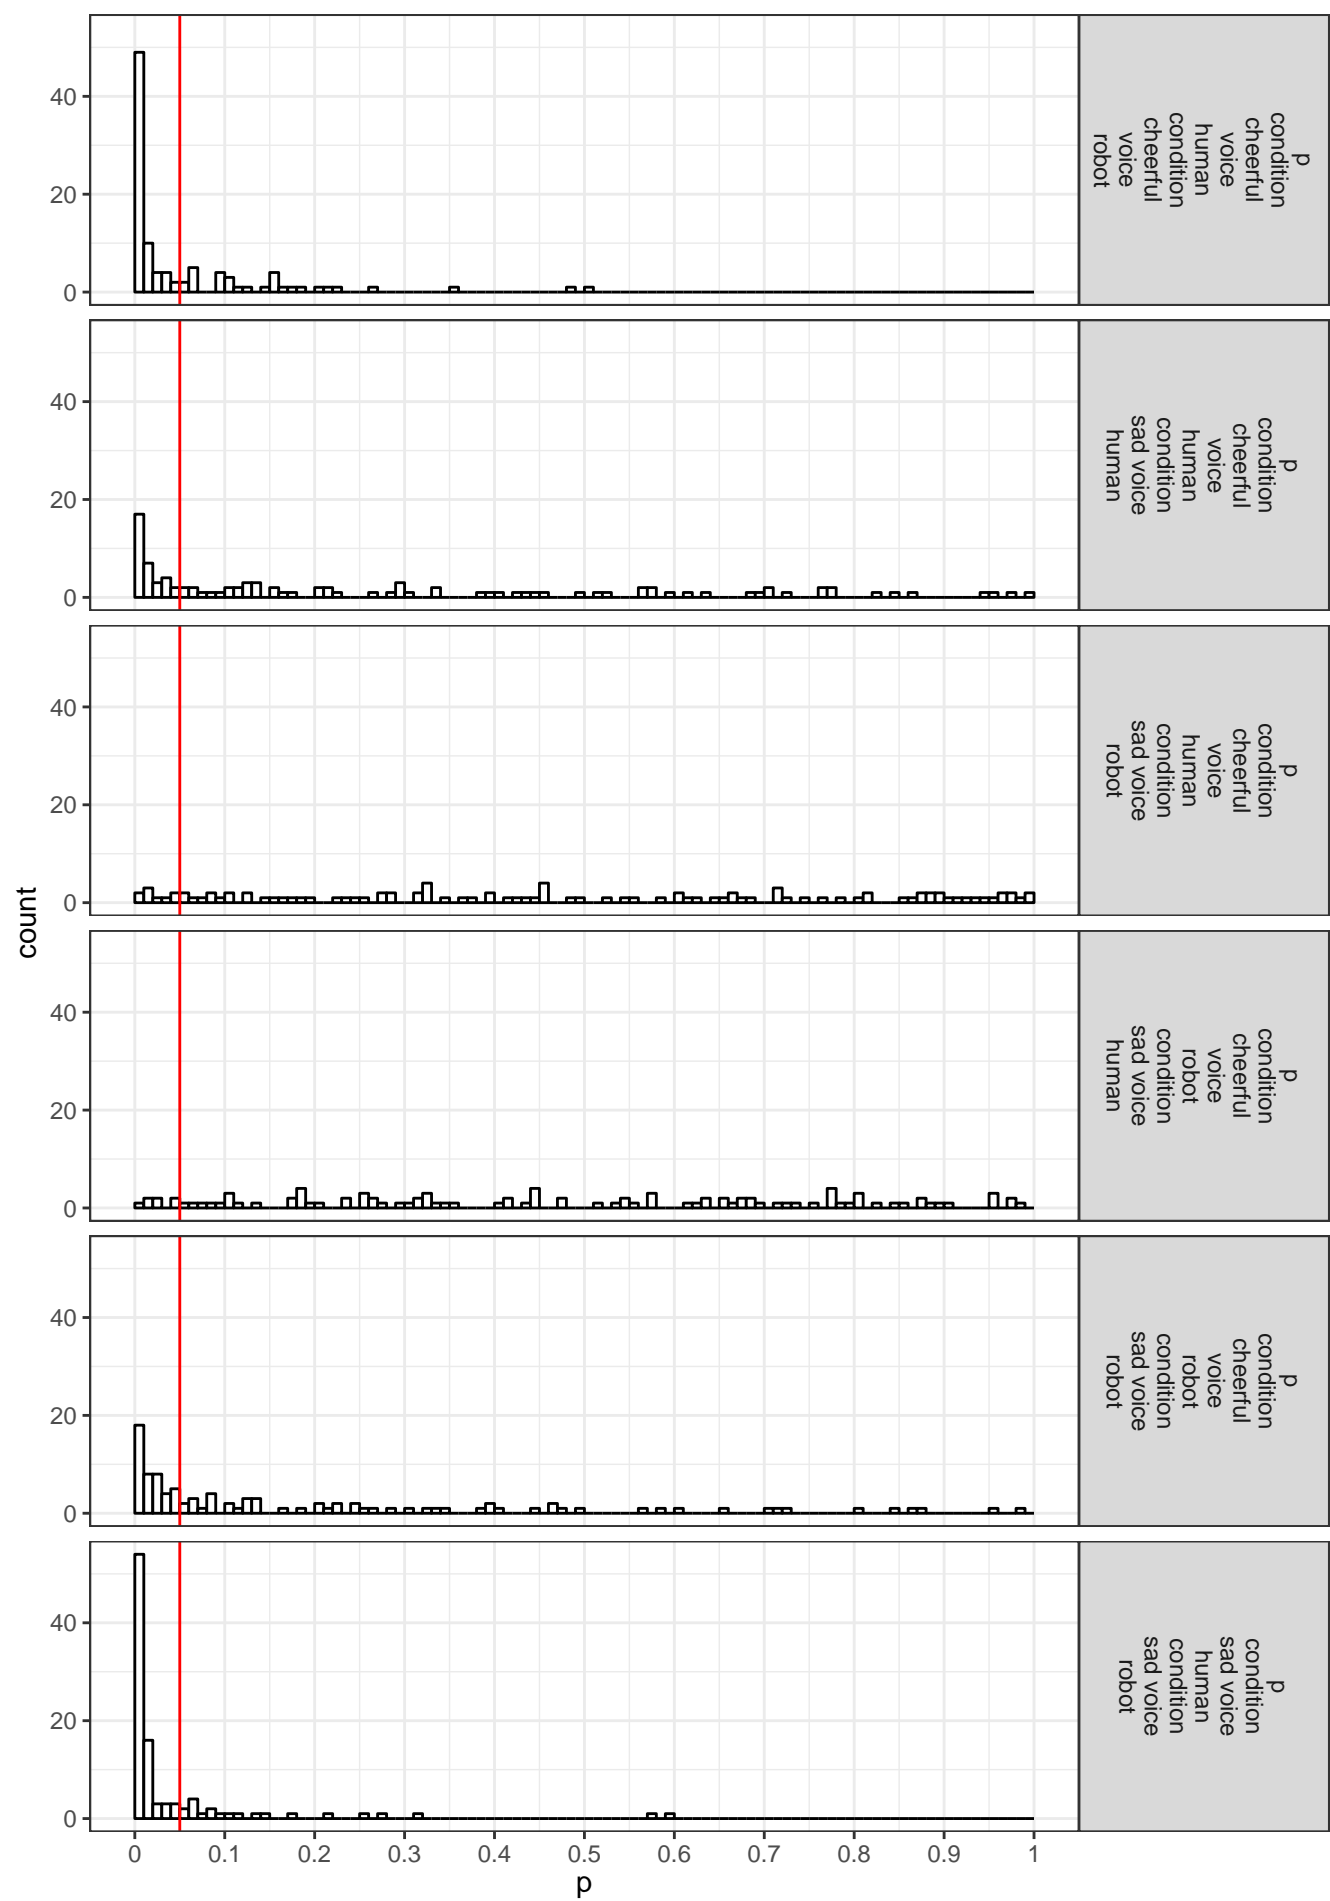 40
20
0
p
condition
cheerful
voice
human
condition
cheerful
voice
robot
40
20
0
p
condition
cheerful
voice
human
condition
sad voice
human
40
20
0
p
condition
cheerful
voice
human
condition
sad voice
robot
count
40
20
0
p
condition
cheerful
voice
robot
condition
sad voice
human
40
20
0
p
condition
cheerful
voice
robot
condition
sad voice
robot
40
20
0
p
condition
sad voice
human
condition
sad voice
robot
0 0.1 0.2 0.3 0.4 0.5 0.6 0.7 0.8 0.9 1
p